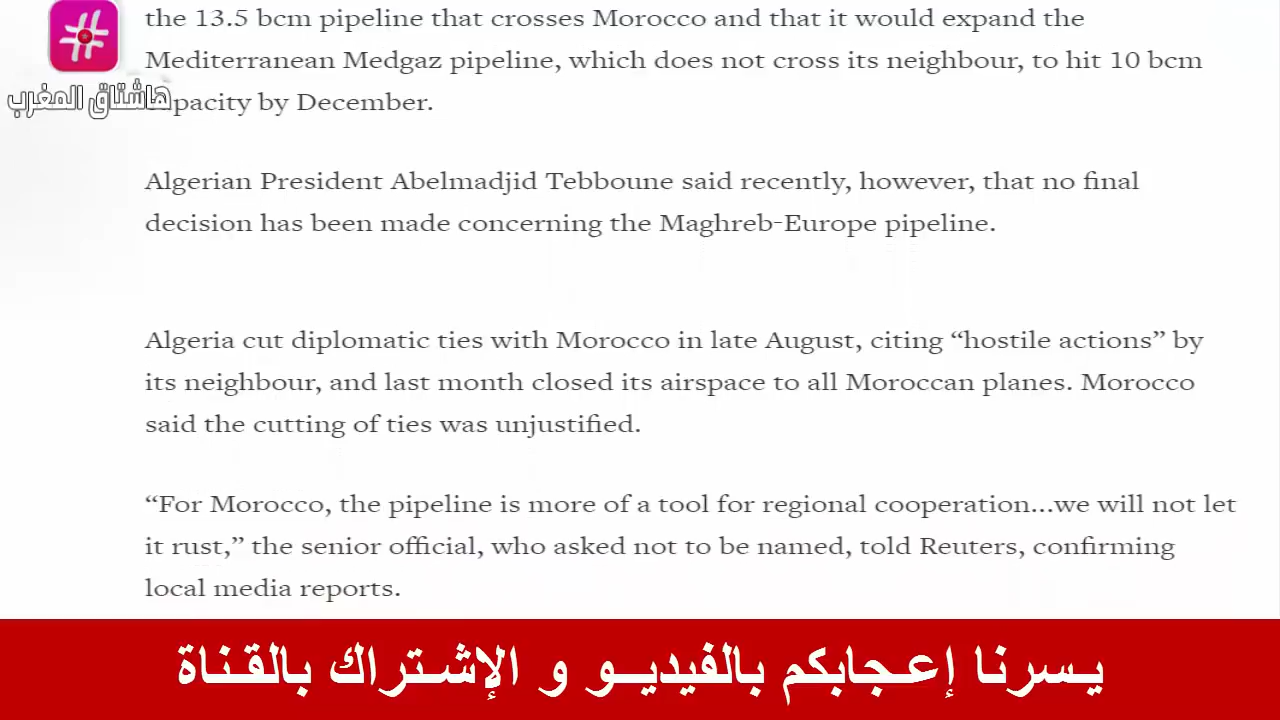 the 13.5 bcm pipeline that crosses Morocco and that it would expand the
Mediterranean Medgaz pipeline, which does not cross its neighbour, to hit 10 bcm
هاشتاق المغرب
capacity by December.
Algerian President Abelmadjid Tebboune said recently, however, that no final
decision has been made concerning the Maghreb-Europe pipeline.
Algeria cut diplomatic ties with Morocco in late August, citing “hostile actions” by
its neighbour, and last month closed its airspace to all Moroccan planes. Morocco
said the cutting of ties was unjustified.
“For Morocco, the pipeline is more of a tool for regional cooperation...we will not let
it rust,” the senior official, who asked not to be named, told Reuters, confirming
local media reports.
يـسرنا إعـجابكم بالفيديـو و الإشـتراك بالقـناة